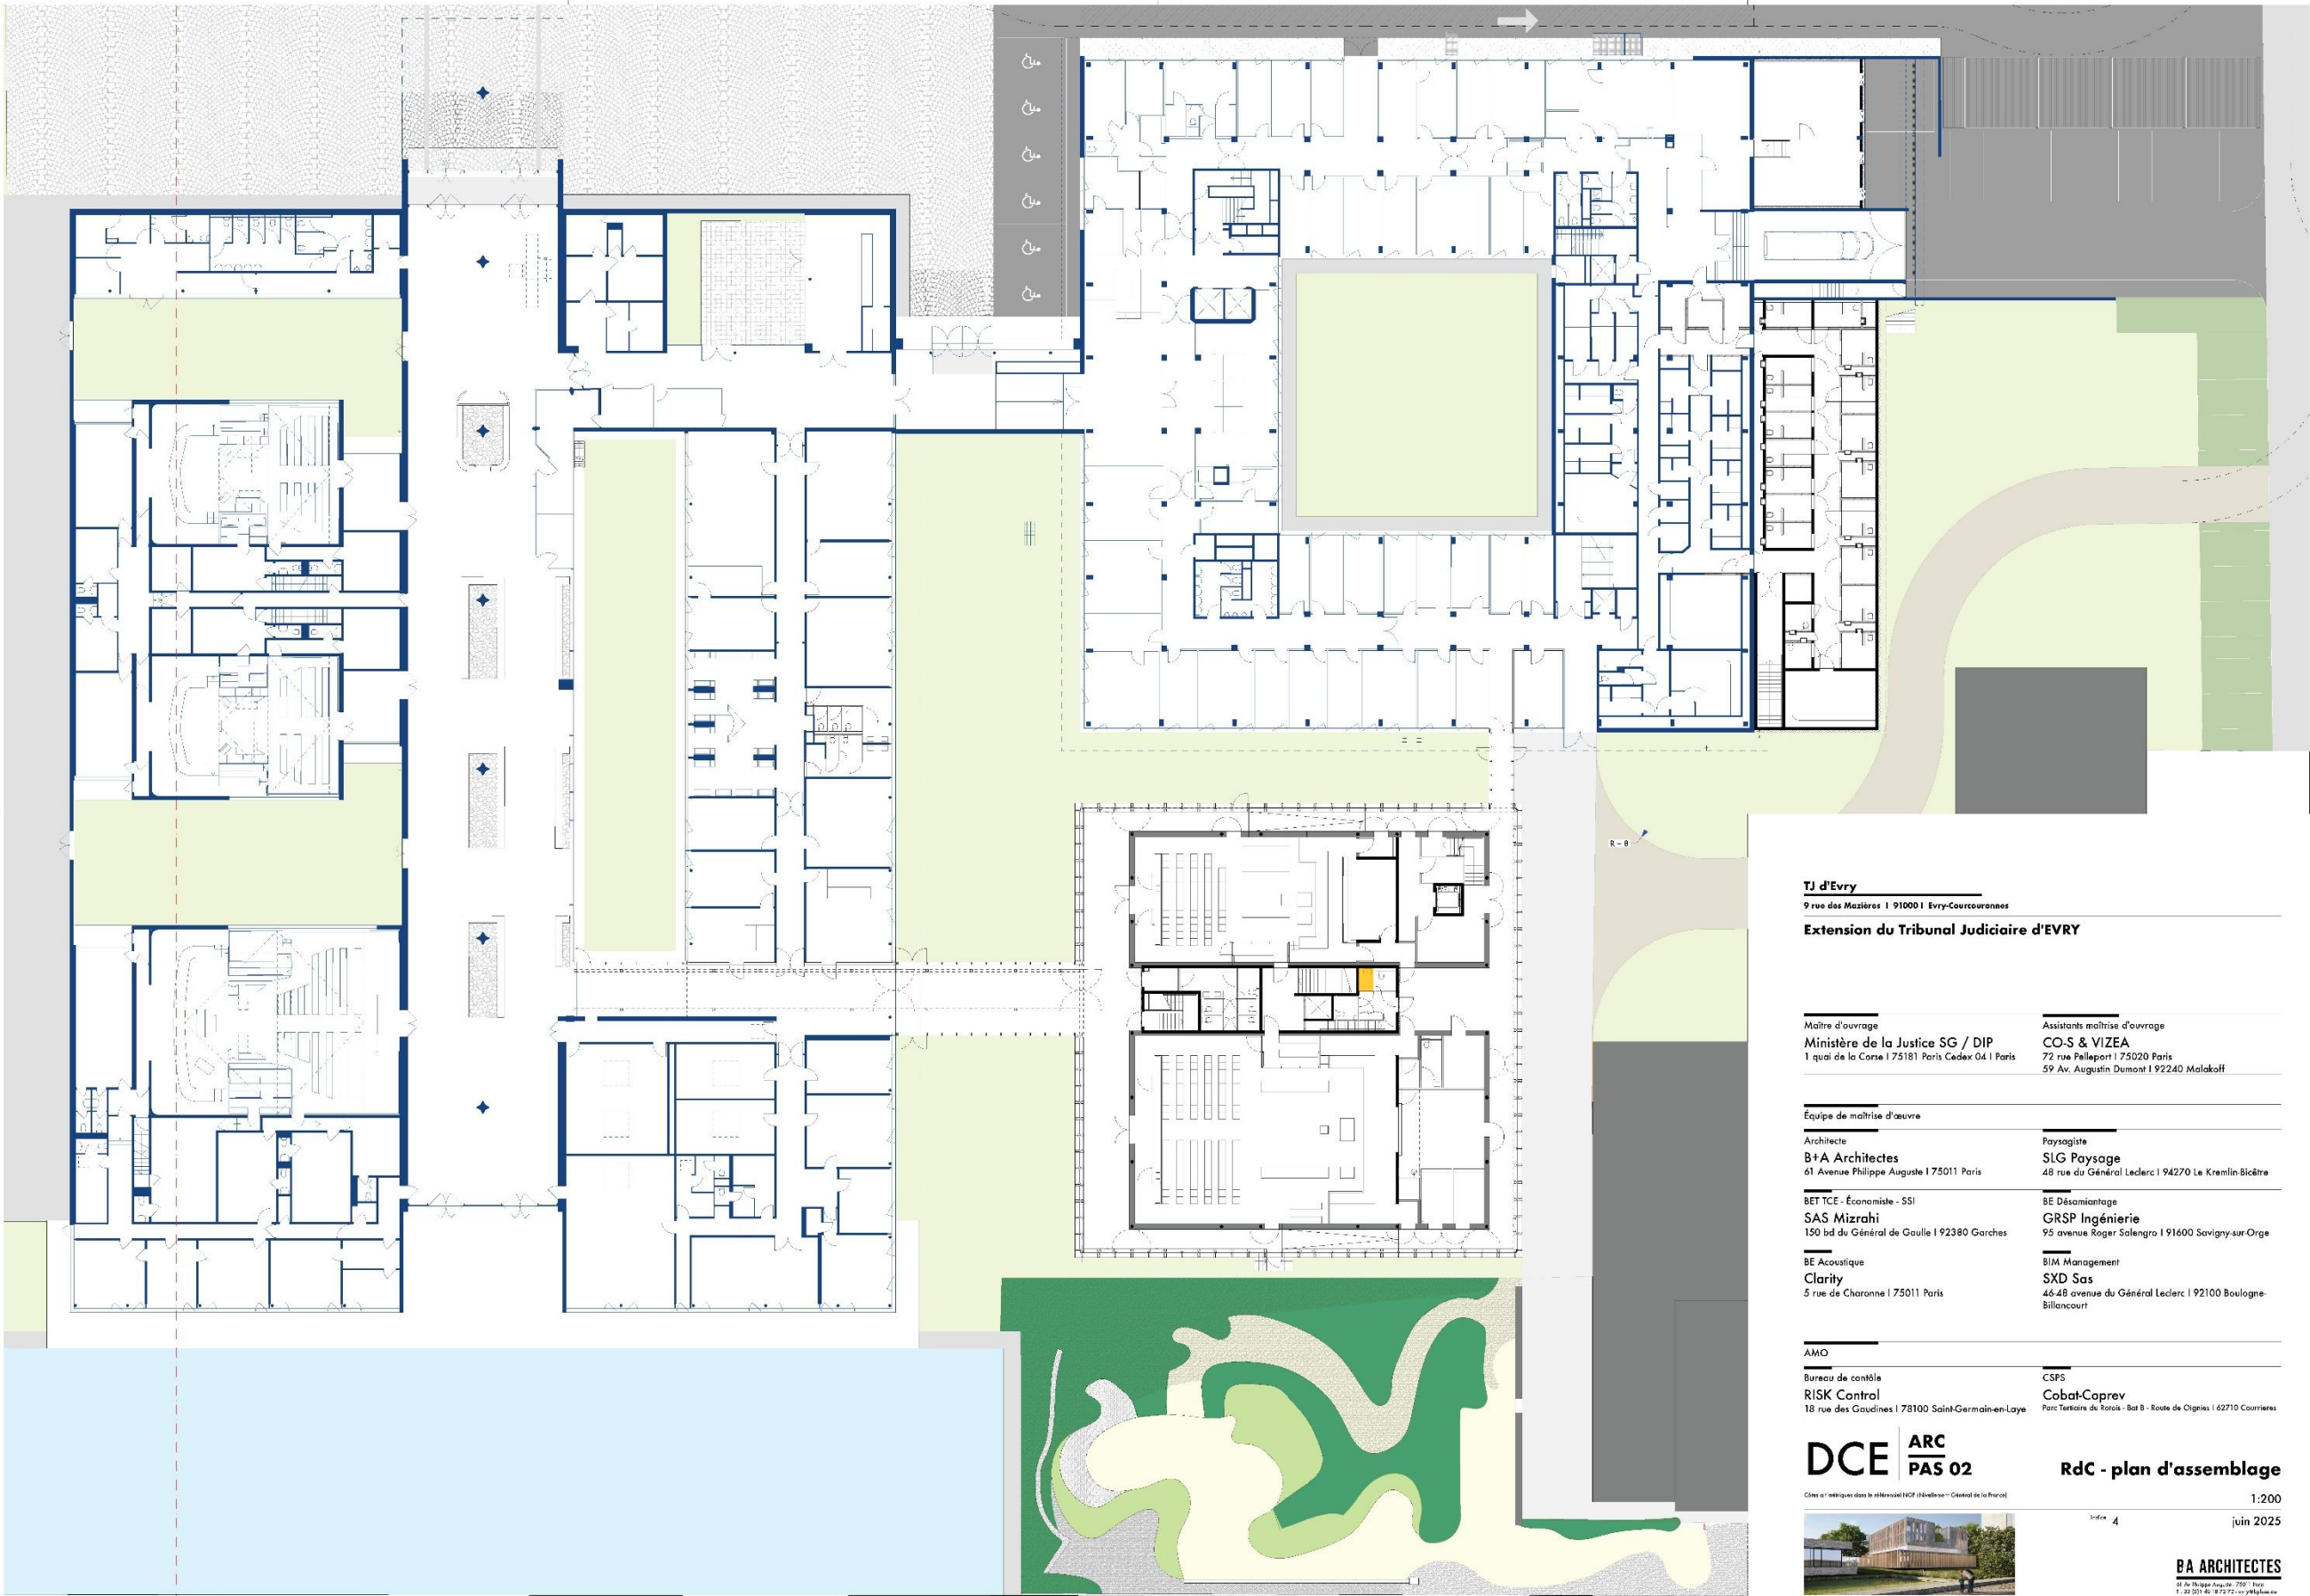 R – 0
TJ d'Evry
9 rue des Mazières I 91000 I Evry-Courcouronnes
Extension du Tribunal Judiciaire d'EVRY
Maître d'ouvrage
Ministère de la Justice SG / DIP
1 quai de la Corse I 75181 Paris Cedex 04 I Paris
Assistants maîtrise d'ouvrage
CO-S & VIZEA
72 rue Pelleport I 75020 Paris
59 Av. Augustin Dumont I 92240 Malakoff
Équipe de maîtrise d'œuvre
Architecte
B+A Architectes
61 Avenue Philippe Auguste I 75011 Paris
Paysagiste
SLG Paysage
48 rue du Général Leclerc I 94270 Le Kremlin-Bicêtre
BET TCE - Économiste - SSI
SAS Mizrahi
150 bd du Général de Gaulle I 92380 Garches
BE Désamiantage
GRSP Ingénierie
95 avenue Roger Salengro I 91600 Savigny-sur-Orge
BE Acoustique
Clarity
5 rue de Charonne I 75011 Paris
BIM Management
SXD Sas
46-48 avenue du Général Leclerc I 92100 Boulogne-
Billancourt
AMO
Bureau de contôle
RISK Control
18 rue des Gaudines I 78100 Saint-Germain-en-Laye
CSPS
Cobat-Coprev
Parc Tertiaire du Rotois - Bat B - Route de Oignies I 62710 Courrieres
DCE
ARC
PAS 02
RdC - plan d'assemblage
1:200
Indice 4
juin 2025
BA ARCHITECTES